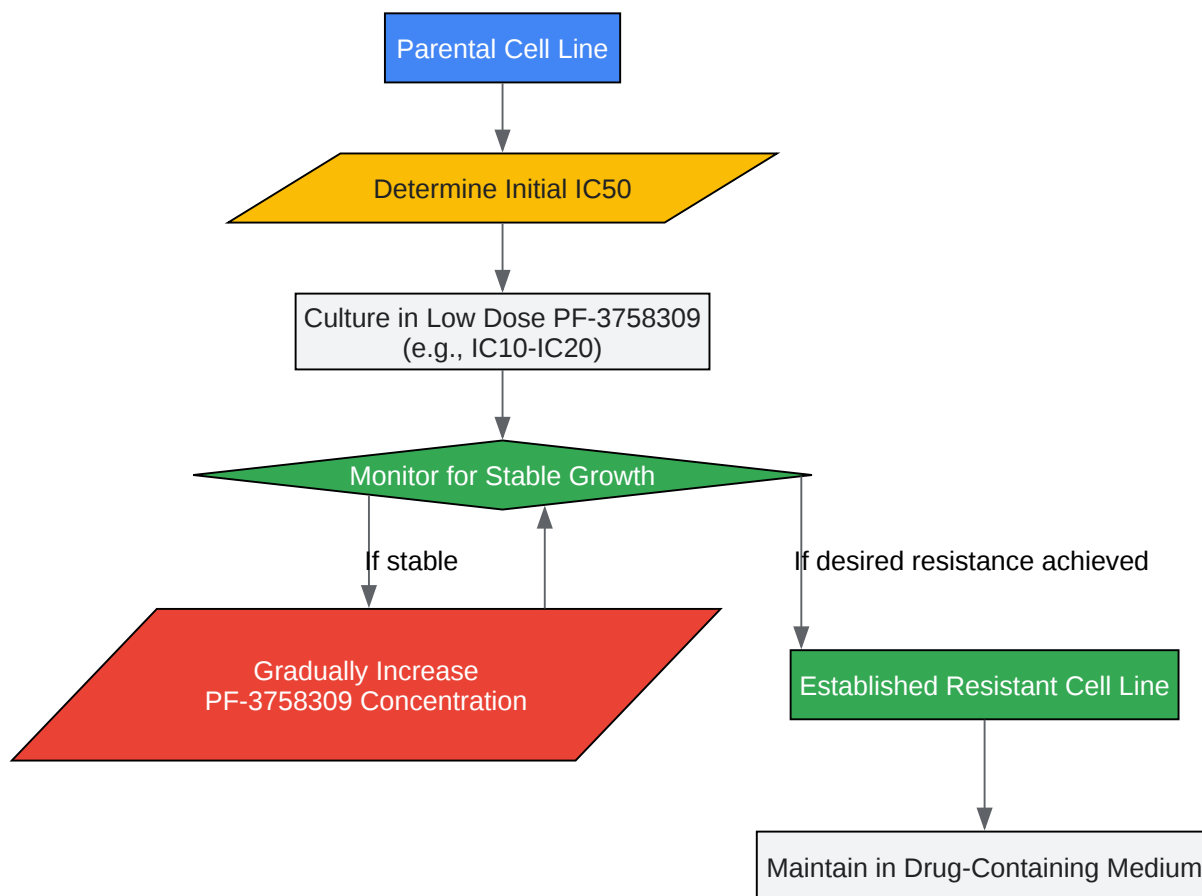 Parental Cell Line
Determine Initial IC50
Culture in Low Dose PF-3758309
(e.g., IC10-IC20)
Monitor for Stable Growth
If stable
If desired resistance achieved
Gradually Increase
PF-3758309 Concentration
Established Resistant Cell Line
Maintain in Drug-Containing Medium